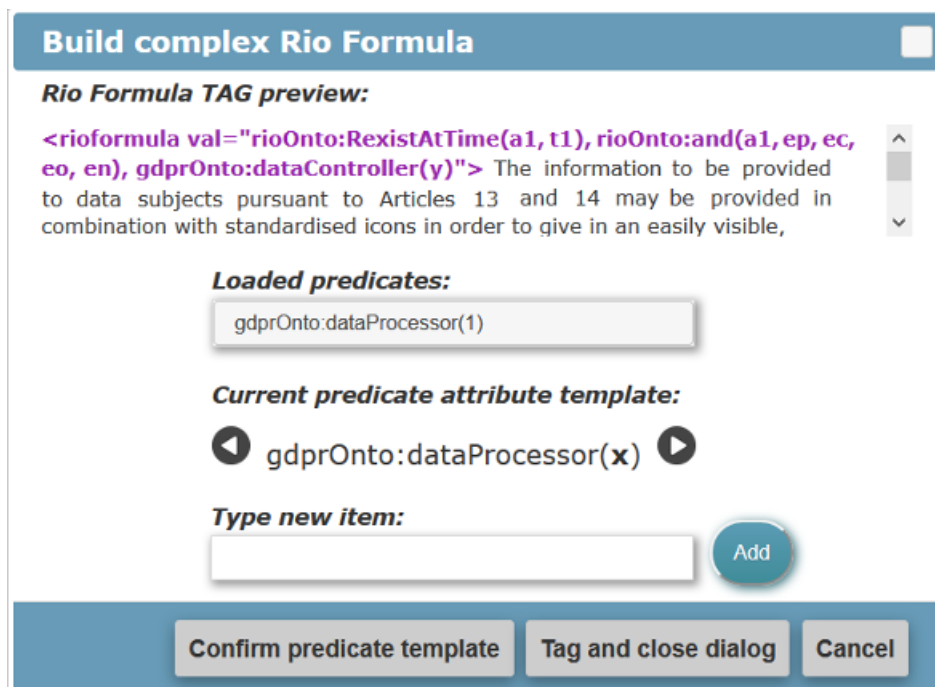 Build complex Rio Formula
Rio Formula TAG preview:
<rioformula val="rioOnto:RexistAtTime(a1, t1), rioOnto:and(a1, ep, ec,
eo, en), gdprOnto:dataController(y)"> The information to be provided
to data subjects pursuant to Articles 13 and 14 may be provided in
combination with standardised icons in order to give in an easily visible,
Loaded predicates:
gdprOnto:dataProcessor(1)
Current predicate attribute template:
gdprOnto:dataProcessor(x)
Type new item:
Add
Confirm predicate template Tag and close dialog Cancel